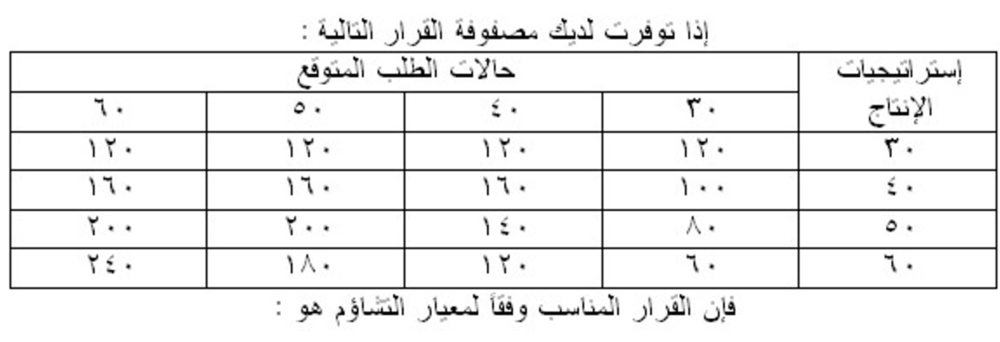 إذا توفرت لديك مصفوفة القرار التالية :
إستراتيجيات الإنتاج حالات الطلب المتوقع
٣٠ ٤٠ ٥٠ ٦٠
٣٠ ١٢٠ ١٢٠ ١٢٠ ١٢٠
٤٠ ١٠٠ ١٦٠ ١٦٠ ١٦٠
٥٠ ٨٠ ١٤٠ ٢٠٠ ٢٠٠
٦٠ ٦٠ ١٢٠ ١٨٠ ٢٤٠
فإن القرار المناسب وفقاً لمعيار التشاؤم هو :